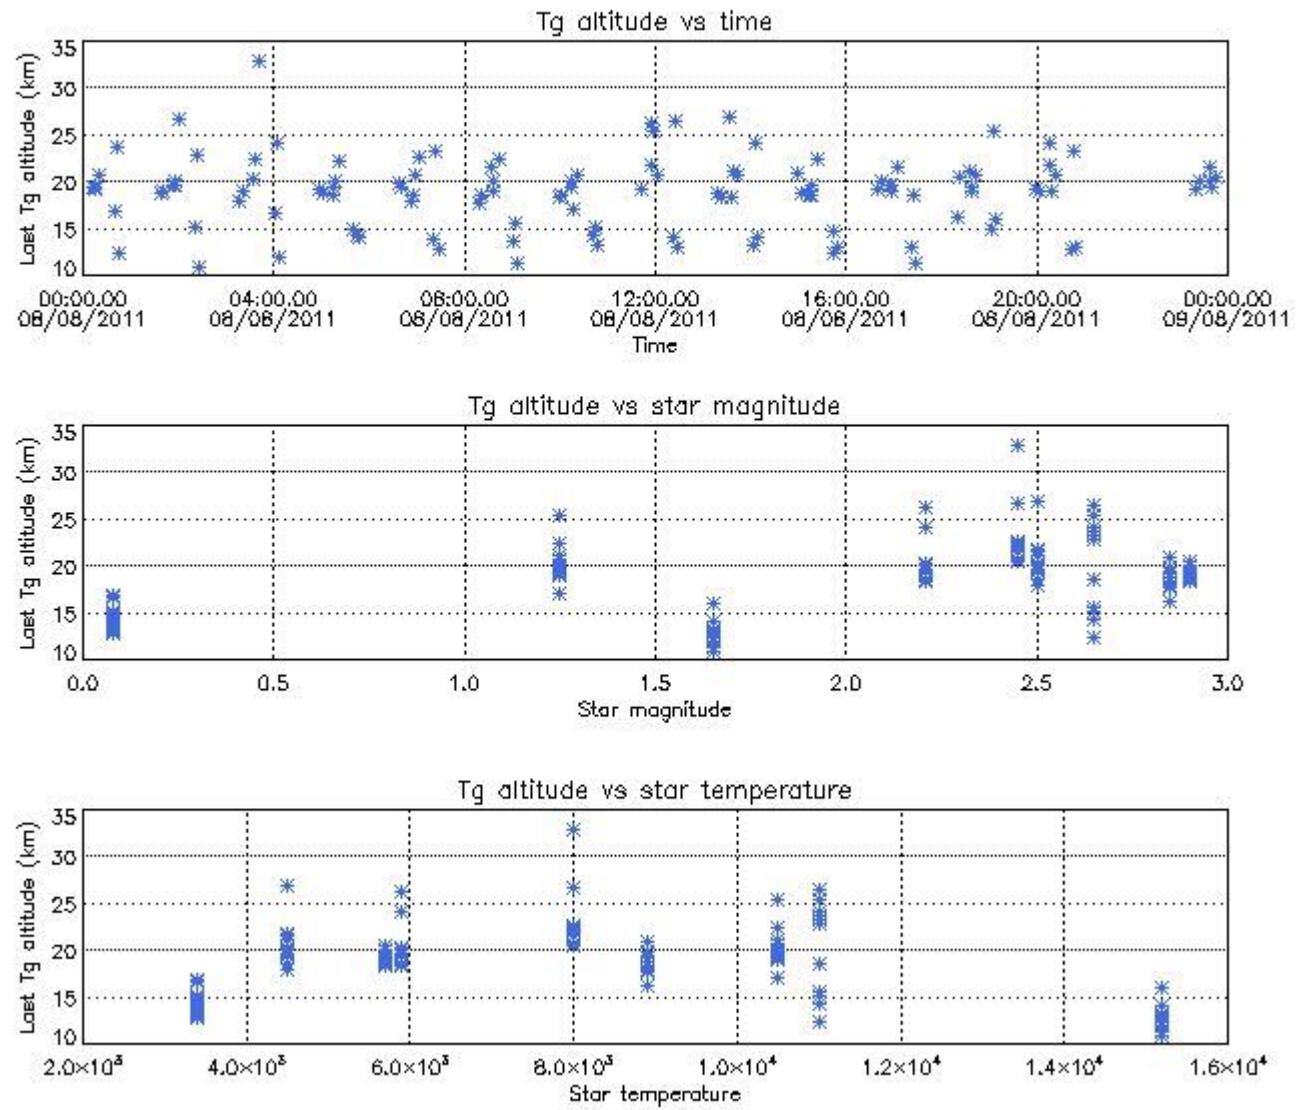 Tg altitude vs time
Last Tg altitude (km)
35
30
25
20
15
10
00:00.00 04:00.00 08:00.00 12:00.00 16:00.00 20:00.00 00:00.00
08/08/2011 08/08/2011 08/08/2011 08/08/2011 08/08/2011 08/08/2011 09/08/2011
Time
Tg altitude vs star magnitude
Last Tg altitude (km)
35
30
25
20
15
10
0.0 0.5 1.0 1.5 2.0 2.5 3.0
Star magnitude
Tg altitude vs star temperature
Last Tg altitude (km)
35
30
25
20
15
10
2.0×10³ 4.0×10³ 6.0×10³ 8.0×10³ 1.0×10⁴ 1.2×10⁴ 1.4×10⁴ 1.6×10⁴
Star temperature